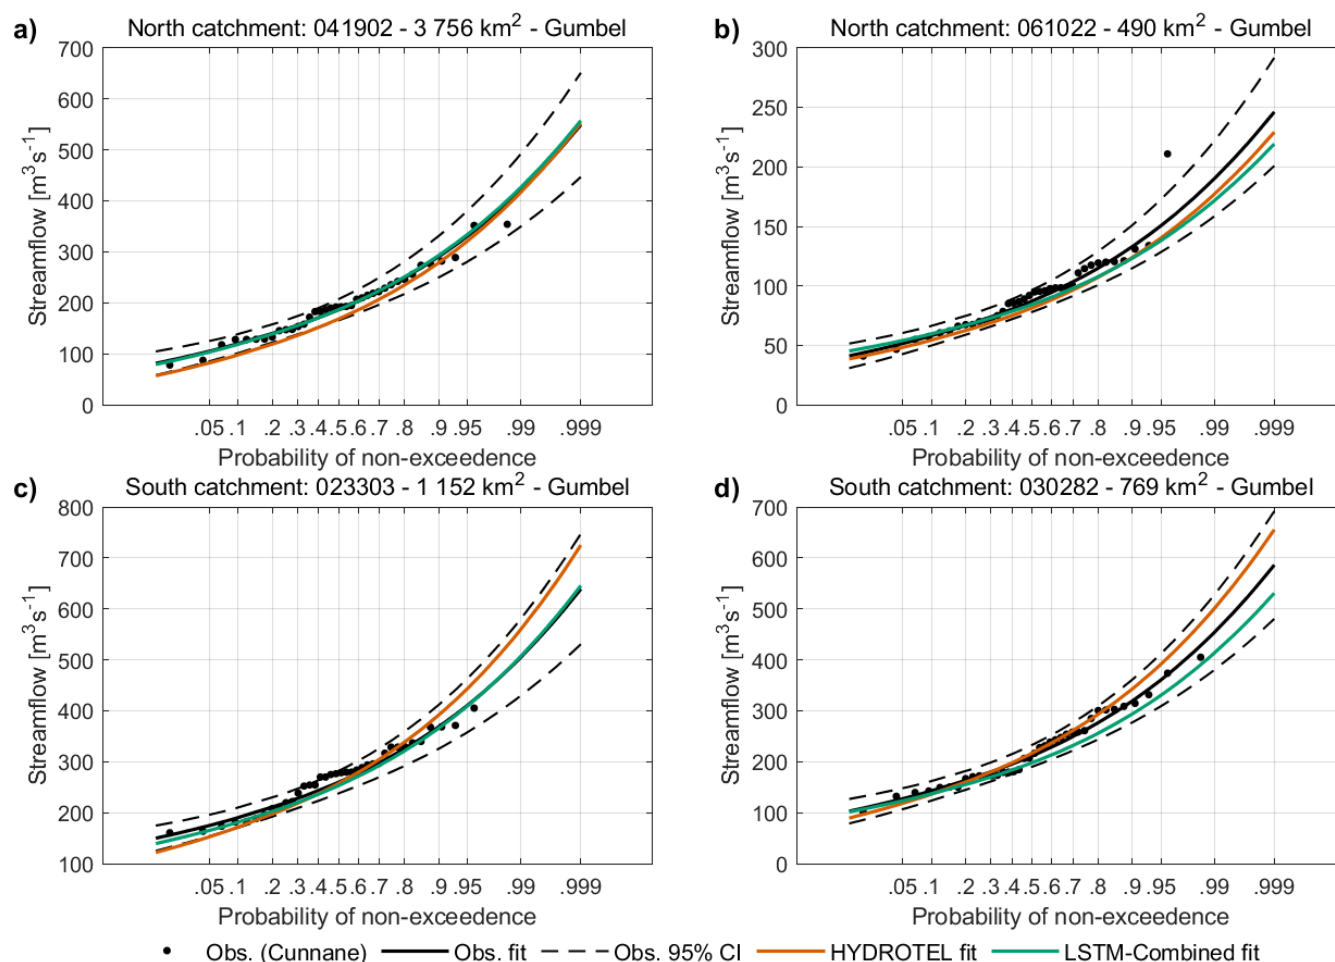 a) North catchment: 041902 - 3 756 km² - Gumbel
700
600
500
400
300
200
100
0
Streamflow [m³s⁻¹]
.05 .1 .2 .3 .4 .5 .6 .7 .8 .9 .95 .99 .999
Probability of non-exceedence
b) North catchment: 061022 - 490 km² - Gumbel
300
250
200
150
100
50
0
Streamflow [m³s⁻¹]
.05 .1 .2 .3 .4 .5 .6 .7 .8 .9 .95 .99 .999
Probability of non-exceedence
c) South catchment: 023303 - 1 152 km² - Gumbel
800
700
600
500
400
300
200
100
Streamflow [m³s⁻¹]
.05 .1 .2 .3 .4 .5 .6 .7 .8 .9 .95 .99 .999
Probability of non-exceedence
d) South catchment: 030282 - 769 km² - Gumbel
700
600
500
400
300
200
100
0
Streamflow [m³s⁻¹]
.05 .1 .2 .3 .4 .5 .6 .7 .8 .9 .95 .99 .999
Probability of non-exceedence
Obs. (Cunnane) Obs. fit Obs. 95% CI HYDROTEL fit LSTM-Combined fit